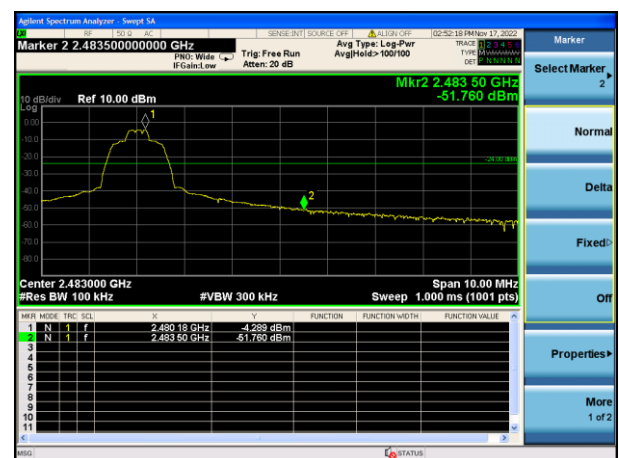 Agilent Spectrum Analyzer - Swept SA
RF 50 Ω AC SENSE:INT SOURCE OFF ALIGN OFF 02:52:18 PM Nov 17, 2022
Marker 2 2.483500000000 GHz
PNO: Wide
IFGain:Low
Trig: Free Run
Atten: 20 dB
Avg Type: Log-Pwr
Avg|Hold:>100/100
TRACE 1 2 3 4 5 6
TYPE
DET P N N N N N
Mkr2 2.483 50 GHz
-51.760 dBm
10 dB/div Ref 10.00 dBm
Log
0.00
-10.0
-20.0
-30.0
-40.0
-50.0
-60.0
-70.0
-80.0
1
2
-24.00 dBm
Center 2.483000 GHz Span 10.00 MHz
#Res BW 100 kHz #VBW 300 kHz Sweep 1.000 ms (1001 pts)
MKR MODE TRC SCL X Y FUNCTION FUNCTION WIDTH FUNCTION VALUE
1 N 1 f 2.480 18 GHz -4.289 dBm
2 N 1 f 2.483 50 GHz -51.760 dBm
3
4
5
6
7
8
9
10
11
MSG STATUS
Marker
Select Marker
2
Normal
Delta
Fixed
Off
Properties
More
1 of 2